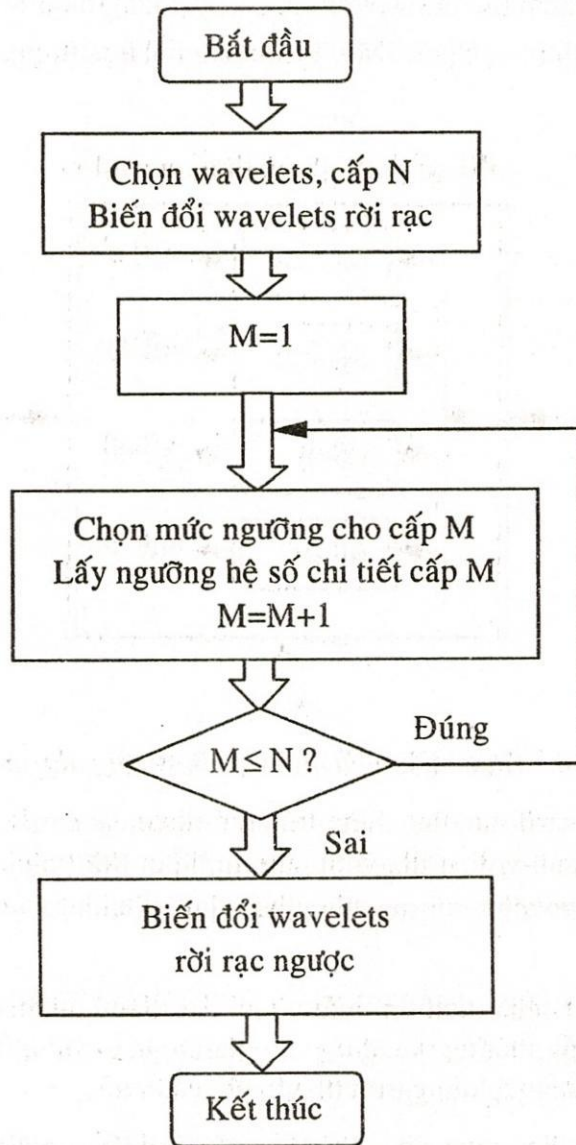 Bắt đầu
Chọn wavelets, cấp N
Biến đổi wavelets rời rạc
M=1
Chọn mức ngưỡng cho cấp M
Lấy ngưỡng hệ số chi tiết cấp M
M=M+1
M≤N?
Đúng
Sai
Biến đổi wavelets
rời rạc ngược
Kết thúc